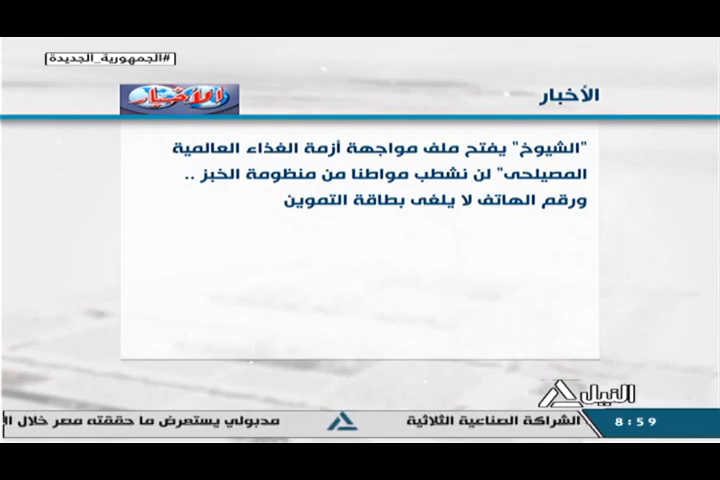 #الجمهورية_الجديدة
الأخبار
الأخبار
"الشيوخ" يفتح ملف مواجهة أزمة الغذاء العالمية
المصيلحى" لن نشطب مواطنا من منظومة الخبز ..
ورقم الهاتف لا يلغى بطاقة التموين
النيل
8:59
الشراكة الصناعية الثلاثية
مدبولي يستعرض ما حققته مصر خلال